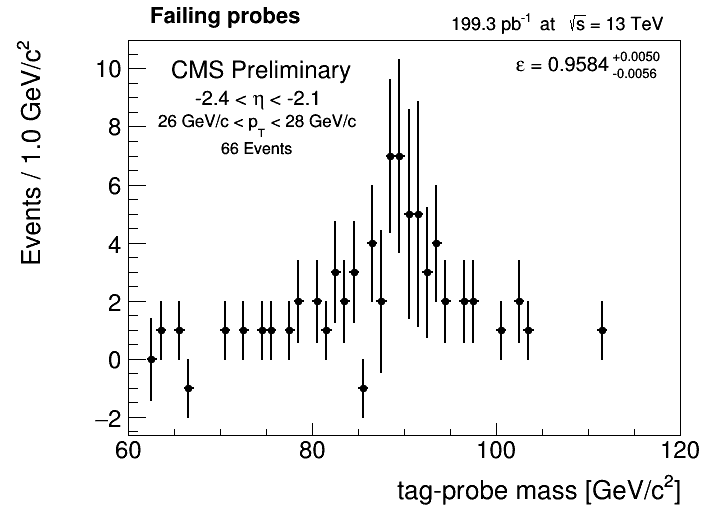 Failing probes
199.3 pb⁻¹ at √s = 13 TeV
CMS Preliminary
-2.4 < η < -2.1
26 GeV/c < p_T < 28 GeV/c
66 Events
ε = 0.9584 +0.0050 -0.0056
Events / 1.0 GeV/c²
10
8
6
4
2
0
−2
60 80 100 120
tag-probe mass [GeV/c²]